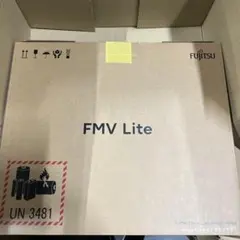 FUJITSU
FMV Lite
UN 3481